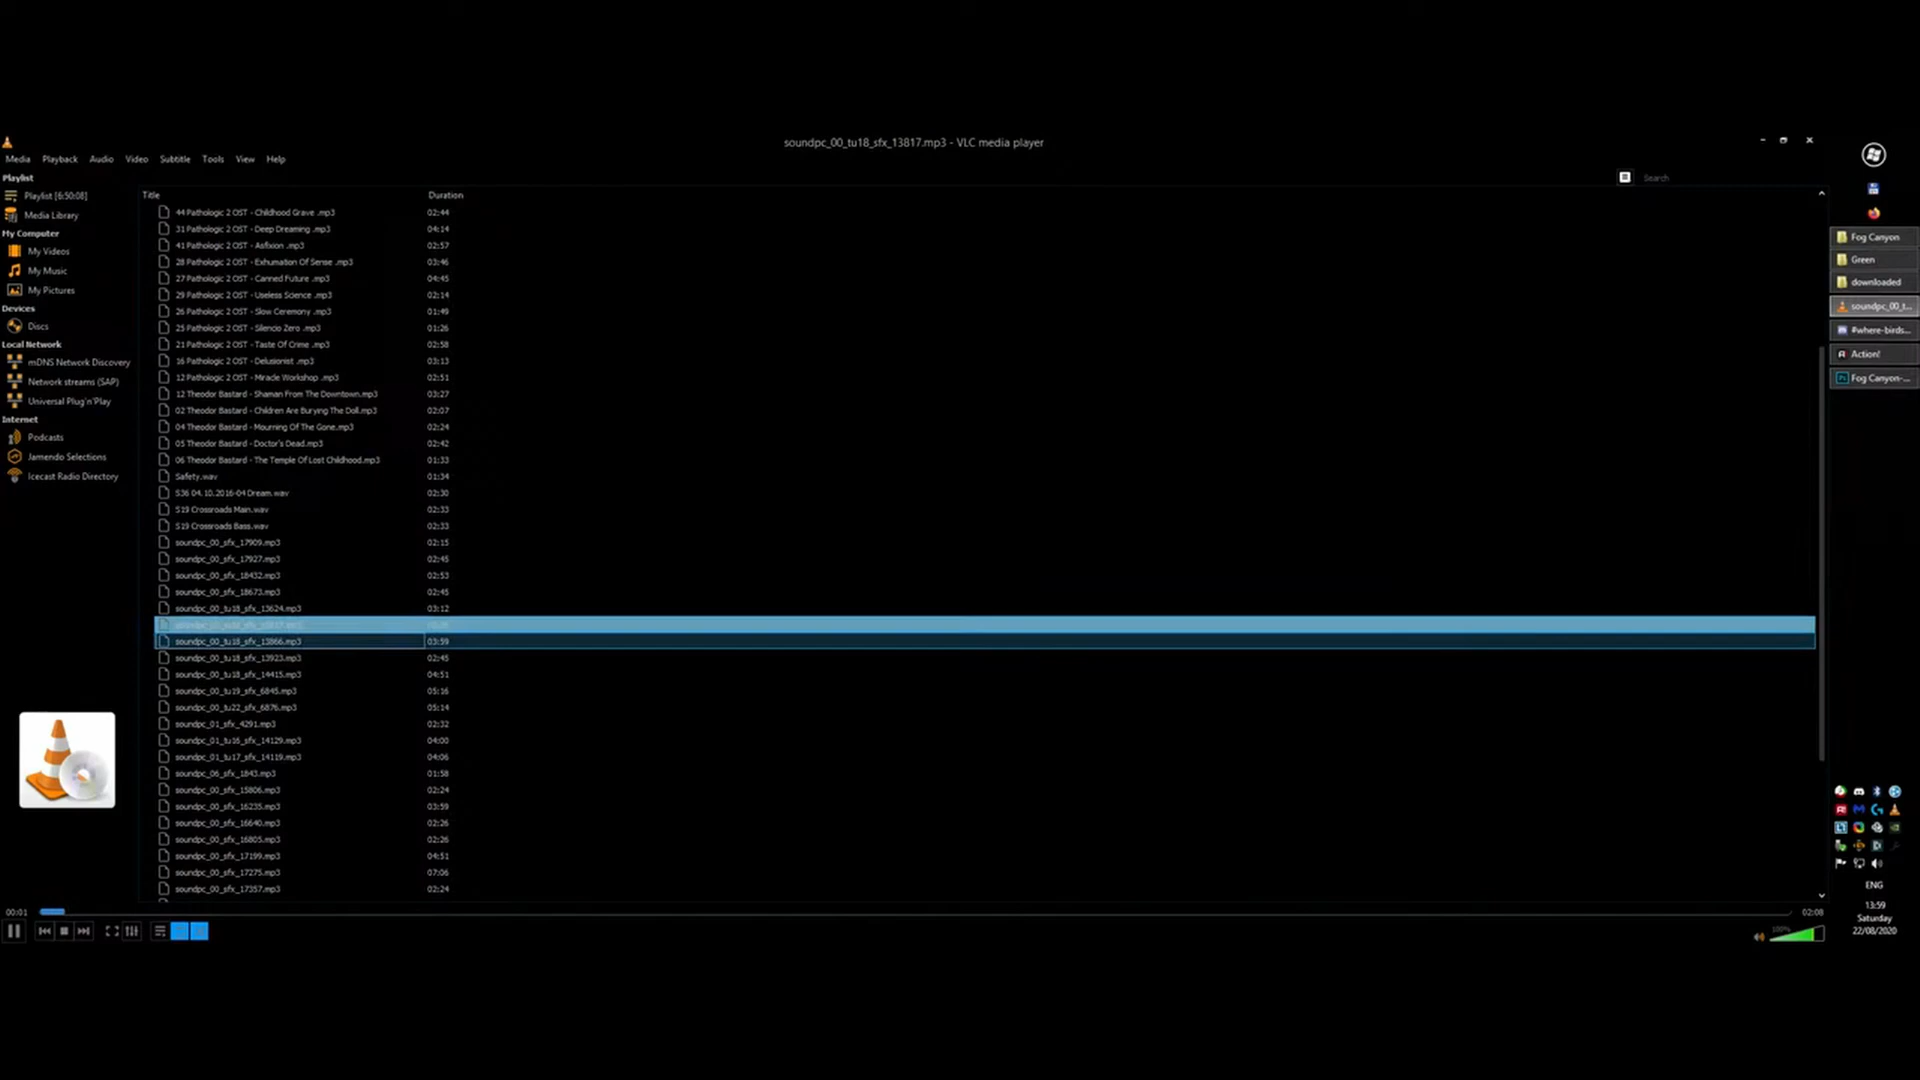 soundpc_00_tu18_sfx_13817.mp3 - VLC media player
Media Playback Audio Video Subtitle Tools View Help
Playlist
Search
Playlist [6:50:08]
Media Library
My Computer
My Videos
My Music
My Pictures
Devices
Discs
Local Network
mDNS Network Discovery
Network streams (SAP)
Universal Plug'n'Play
Internet
Podcasts
Jamendo Selections
Icecast Radio Directory
Title Duration
44 Pathologic 2 OST - Childhood Grave .mp3 02:44
31 Pathologic 2 OST - Deep Dreaming .mp3 04:14
41 Pathologic 2 OST - Asfixion .mp3 02:57
28 Pathologic 2 OST - Exhumation Of Sense .mp3 03:46
27 Pathologic 2 OST - Canned Future .mp3 04:45
29 Pathologic 2 OST - Useless Science .mp3 02:14
26 Pathologic 2 OST - Slow Ceremony .mp3 01:49
25 Pathologic 2 OST - Silencio Zero .mp3 01:26
21 Pathologic 2 OST - Taste Of Crime .mp3 02:58
16 Pathologic 2 OST - Delusionist .mp3 03:13
12 Pathologic 2 OST - Miracle Workshop .mp3 02:51
12 Theodor Bastard - Shaman From The Downtown.mp3 03:27
02 Theodor Bastard - Children Are Burying The Doll.mp3 02:07
04 Theodor Bastard - Mourning Of The Gone.mp3 02:24
05 Theodor Bastard - Doctor's Dead.mp3 02:42
06 Theodor Bastard - The Temple Of Lost Childhood.mp3 01:33
Safety.wav 01:34
S36 04.10.2016-04 Dream.wav 02:30
S19 Crossroads Main.wav 02:33
S19 Crossroads Bass.wav 02:33
soundpc_00_sfx_17909.mp3 02:15
soundpc_00_sfx_17927.mp3 02:45
soundpc_00_sfx_18432.mp3 02:53
soundpc_00_sfx_18673.mp3 02:45
soundpc_00_tu18_sfx_13624.mp3 03:12
soundpc_00_tu18_sfx_13866.mp3 03:59
soundpc_00_tu18_sfx_13923.mp3 02:45
soundpc_00_tu18_sfx_14415.mp3 04:51
soundpc_00_tu19_sfx_6845.mp3 05:16
soundpc_00_tu22_sfx_6876.mp3 05:14
soundpc_01_sfx_4291.mp3 02:32
soundpc_01_tu16_sfx_14129.mp3 04:00
soundpc_01_tu17_sfx_14119.mp3 04:06
soundpc_06_sfx_1843.mp3 01:58
soundpc_00_sfx_15806.mp3 02:24
soundpc_00_sfx_16235.mp3 03:59
soundpc_00_sfx_16640.mp3 02:26
soundpc_00_sfx_16805.mp3 02:26
soundpc_00_sfx_17199.mp3 04:51
soundpc_00_sfx_17275.mp3 07:06
soundpc_00_sfx_17357.mp3 02:24
00:01
02:08
100%
Fog Canyon
Green
downloaded
soundpc_00_t...
#where-birds...
Action!
Fog Canyon-...
ENG
13:59
Saturday
22/08/2020